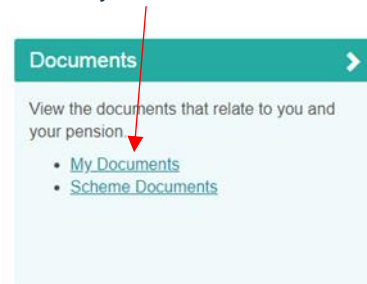 Documents
View the documents that relate to you and
your pension.
• My Documents
• Scheme Documents